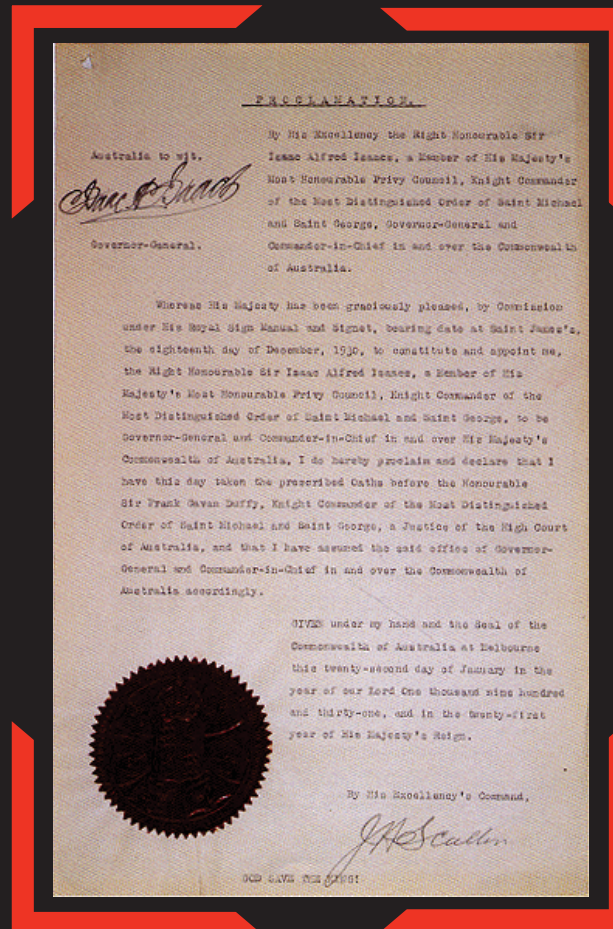 PROCLAMATION.
By His Excellency the Right Honourable Sir
Australia to wit.
Isaac Alfred Isaacs, a Member of His Majesty's
Isaac A Isaacs
Most Honourable Privy Council, Knight Commander
of the Most Distinguished Order of Saint Michael
and Saint George, Governor-General and
Governor-General.
Commander-in-Chief in and over the Commonwealth
of Australia.
Whereas His Majesty has been graciously pleased, by Commission
under His Royal Sign Manual and Signet, bearing date at Saint James's,
the eighteenth day of December, 1930, to constitute and appoint me,
the Right Honourable Sir Isaac Alfred Isaacs, a Member of His
Majesty's Most Honourable Privy Council, Knight Commander of the
Most Distinguished Order of Saint Michael and Saint George, to be
Governor-General and Commander-in-Chief in and over His Majesty's
Commonwealth of Australia, I do hereby proclaim and declare that I
have this day taken the prescribed Oaths before the Honourable
Sir Frank Gavan Duffy, Knight Commander of the Most Distinguished
Order of Saint Michael and Saint George, a Justice of the High Court
of Australia, and that I have assumed the said office of Governor-
General and Commander-in-Chief in and over the Commonwealth of
Australia accordingly.
GIVEN under my hand and the Seal of the
Commonwealth of Australia at Melbourne
this twenty-second day of January in the
year of our Lord One thousand nine hundred
and thirty-one, and in the twenty-first
year of His Majesty's Reign.
By His Excellency's Command,
J H Scullin
GOD SAVE THE KING!